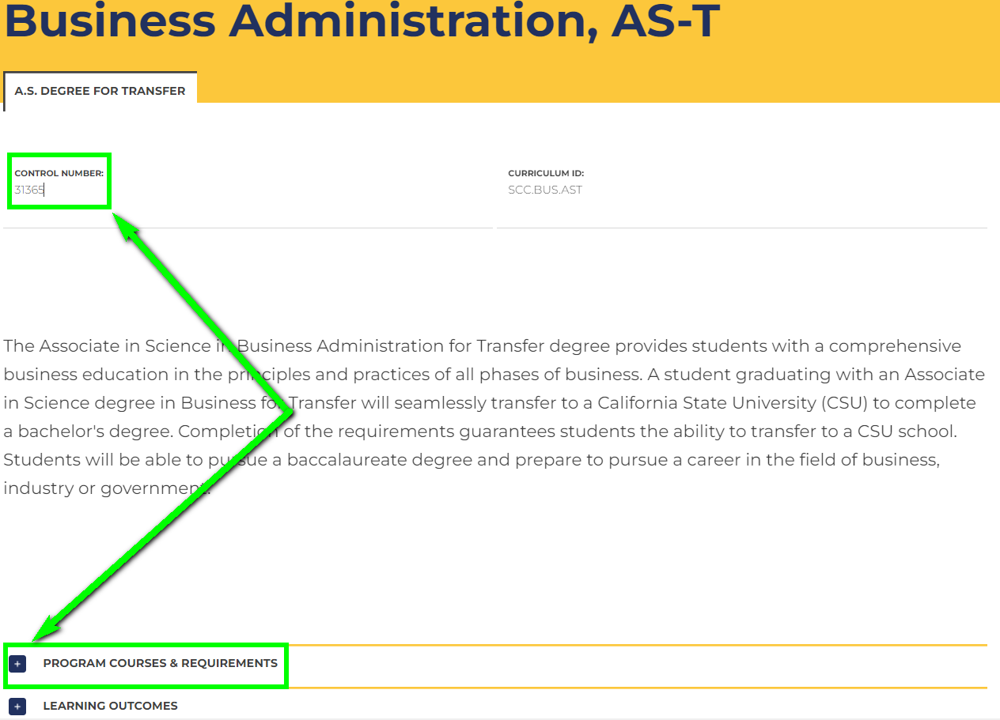 Business Administration, AS-T
A.S. DEGREE FOR TRANSFER
CONTROL NUMBER:
31365
CURRICULUM ID:
SCC.BUS.AST
The Associate in Science in Business Administration for Transfer degree provides students with a comprehensive
business education in the principles and practices of all phases of business. A student graduating with an Associate
in Science degree in Business for Transfer will seamlessly transfer to a California State University (CSU) to complete
a bachelor's degree. Completion of the requirements guarantees students the ability to transfer to a CSU school.
Students will be able to pursue a baccalaureate degree and prepare to pursue a career in the field of business,
industry or government.
+ PROGRAM COURSES & REQUIREMENTS
+ LEARNING OUTCOMES